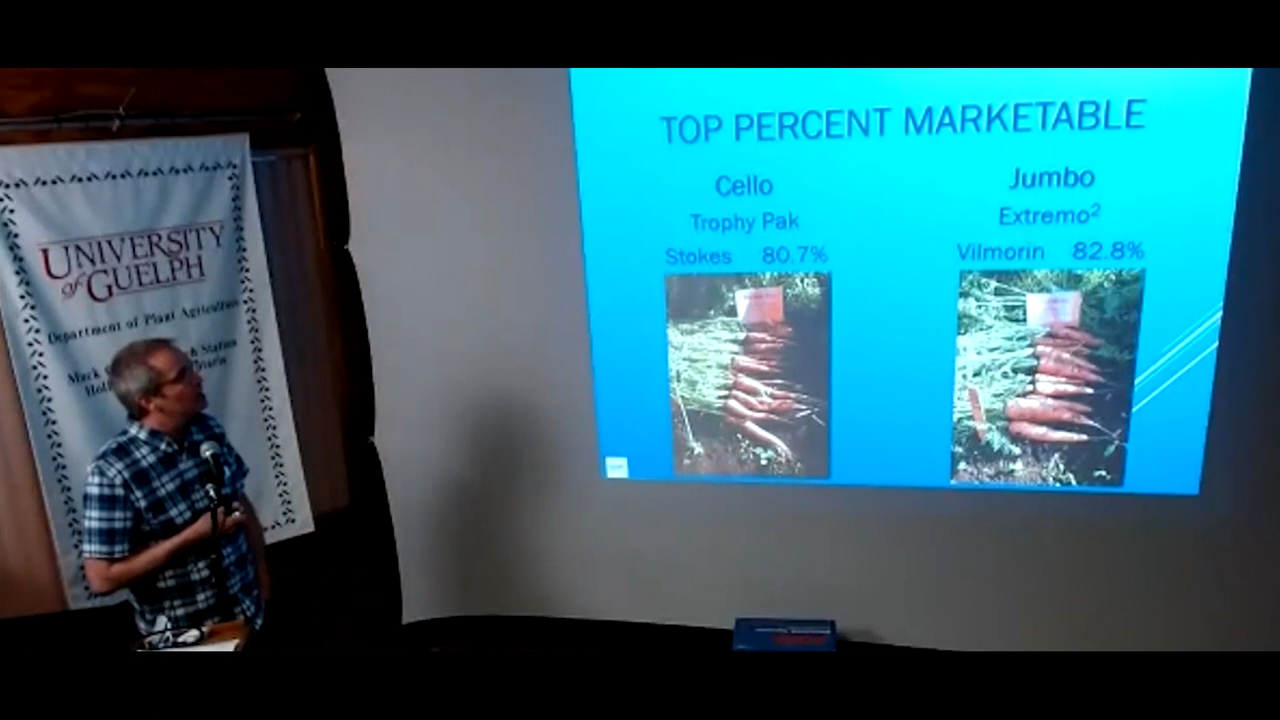 UNIVERSITY
of GUELPH
Department of Plant Agriculture
TOP PERCENT MARKETABLE
Cello
Trophy Pak
Stokes 80.7%
Jumbo
Extremo²
Vilmorin 82.8%